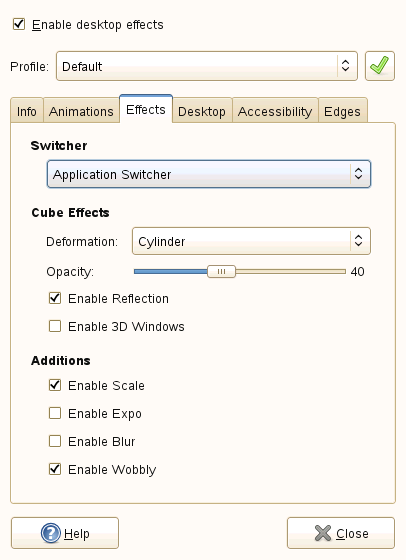 Enable desktop effects
Profile: Default
Info Animations Effects Desktop Accessibility Edges
Switcher
Application Switcher
Cube Effects
Deformation: Cylinder
Opacity: 40
Enable Reflection
Enable 3D Windows
Additions
Enable Scale
Enable Expo
Enable Blur
Enable Wobbly
Help Close